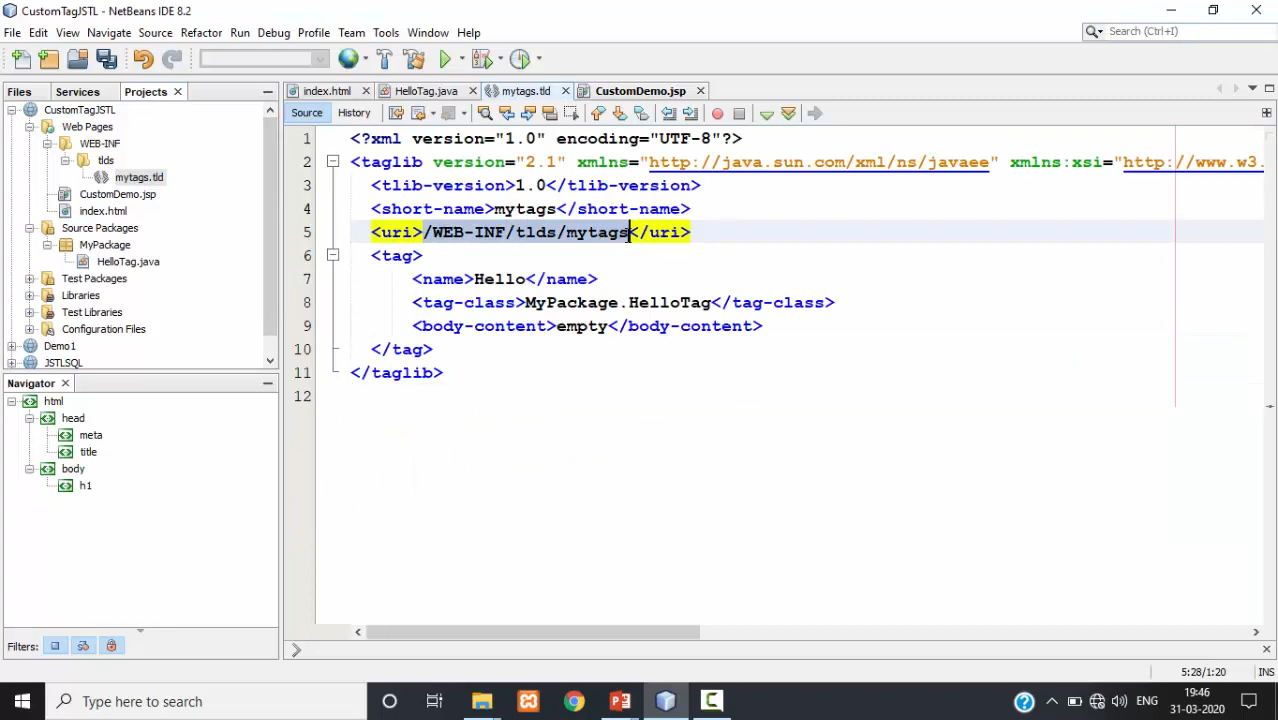 CustomTagJSTL - NetBeans IDE 8.2
File Edit View Navigate Source Refactor Run Debug Profile Team Tools Window Help
Search (Ctrl+I)
Files Services Projects
index.html HelloTag.java mytags.tld CustomDemo.jsp
Source History
CustomTagJSTL
Web Pages
WEB-INF
tlds
mytags.tld
CustomDemo.jsp
index.html
Source Packages
MyPackage
HelloTag.java
Test Packages
Libraries
Test Libraries
Configuration Files
Demo1
JSTLSQL
1 <?xml version="1.0" encoding="UTF-8"?>
2 <taglib version="2.1" xmlns="http://java.sun.com/xml/ns/javaee" xmlns:xsi="http://www.w3.
3 <tlib-version>1.0</tlib-version>
4 <short-name>mytags</short-name>
5 <uri>/WEB-INF/tlds/mytags</uri>
6 <tag>
7 <name>Hello</name>
8 <tag-class>MyPackage.HelloTag</tag-class>
9 <body-content>empty</body-content>
10 </tag>
11 </taglib>
12
Navigator
html
head
meta
title
body
h1
Filters:
5:28/1:20 INS
Type here to search
ENG
19:46
31-03-2020